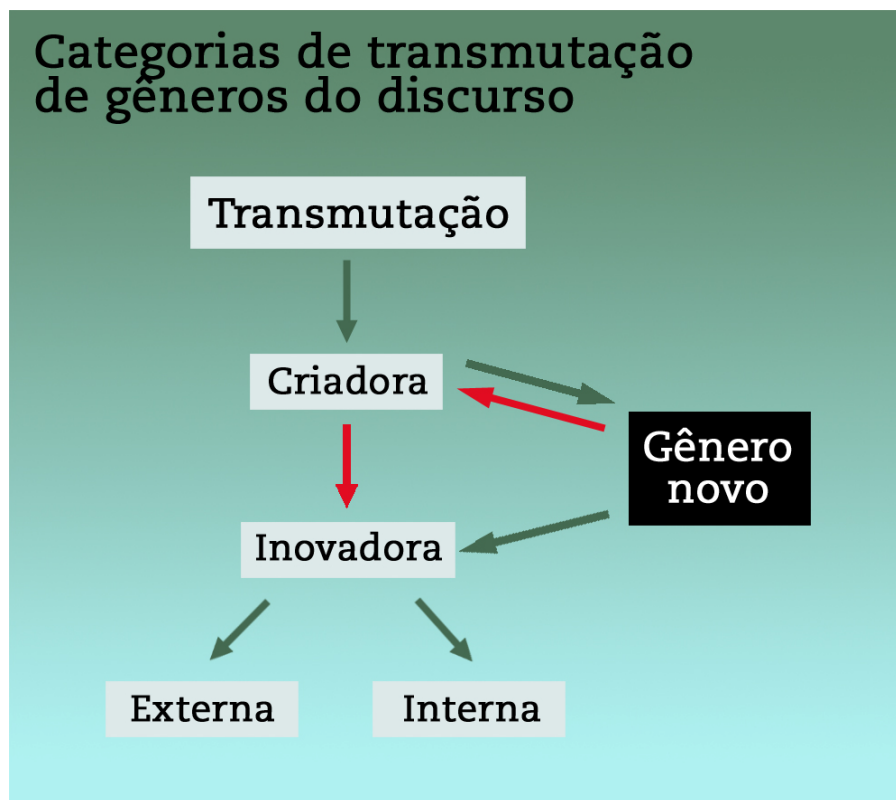 Categorias de transmutação
de gêneros do discurso
Transmutação
Criadora
Gênero
novo
Inovadora
Externa
Interna